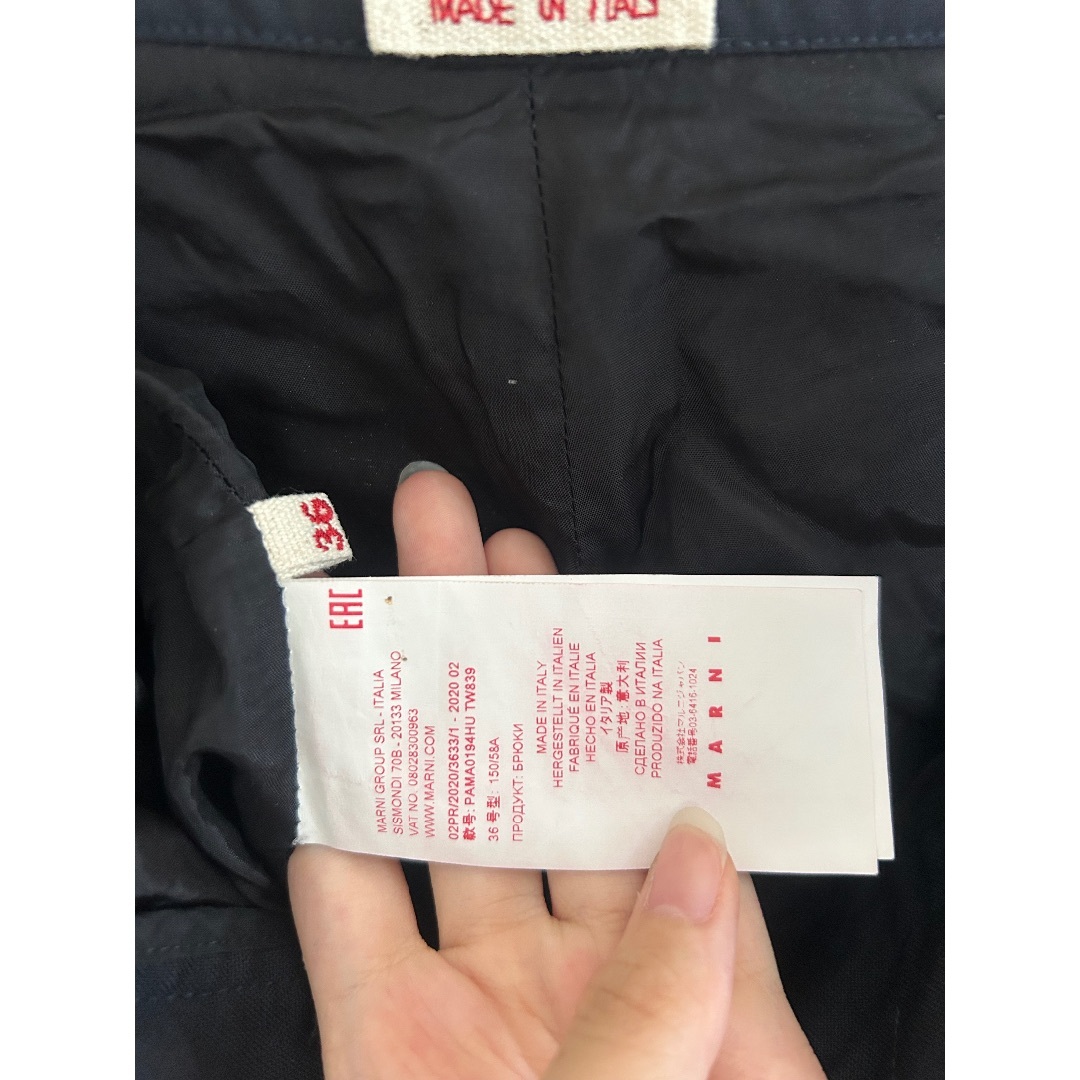 MADE IN ITALY
36
EAC
MARNI GROUP SRL - ITALIA
SISMONDI 70B - 20133 MILANO
VAT NO. 08028300963
WWW.MARNI.COM
02PR/2020/3633/1 - 2020 02
款号: PAMA0194HU TW839
36 号型: 150/58A
ПРОДУКТ: БРЮКИ
MADE IN ITALY
HERGESTELLT IN ITALIEN
FABRIQUÉ EN ITALIE
HECHO EN ITALIA
イタリア製
原产地: 意大利
СДЕЛАНО В ИТАЛИИ
PRODUZIDO NA ITALIA
株式会社マルニジャパン
電話番号03-6416-1024
MARNI